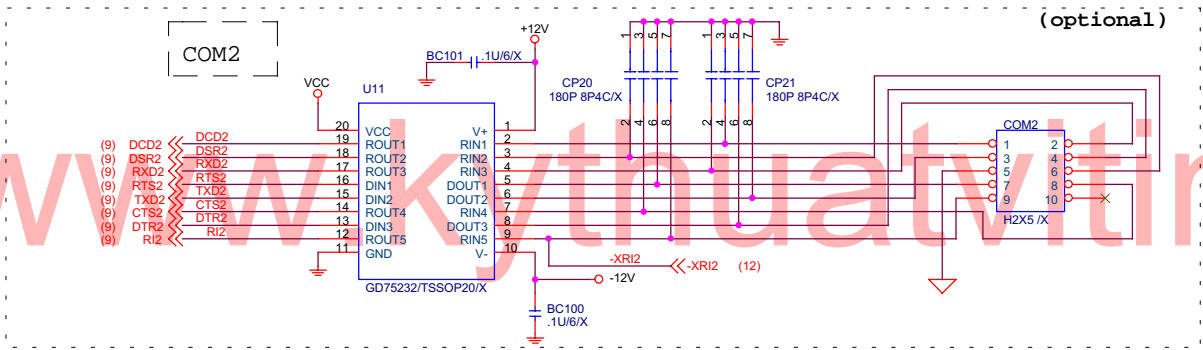 (optional)
COM2
+12V
BC101 .1U/6/X
VCC
U11
CP20
180P 8P4C/X
CP21
180P 8P4C/X
1 3 5 7
2 4 6 8
1 3 5 7
2 4 6 8
COM2
1 2
3 4
5 6
7 8
9 10
H2X5 /X
20 VCC V+ 1
(9) DCD2 DCD2 19 ROUT1 RIN1 2
(9) DSR2 DSR2 18 ROUT2 RIN2 3
(9) RXD2 RXD2 17 ROUT3 RIN3 4
(9) RTS2 RTS2 16 DIN1 DOUT1 5
(9) TXD2 TXD2 15 DIN2 DOUT2 6
(9) CTS2 CTS2 14 ROUT4 RIN4 7
(9) DTR2 DTR2 13 DIN3 DOUT3 8
(9) RI2 RI2 12 ROUT5 RIN5 9
11 GND V- 10
GD75232/TSSOP20/X
-XRI2 -XRI2 (12)
-12V
BC100
.1U/6/X
www.kythuatvitin